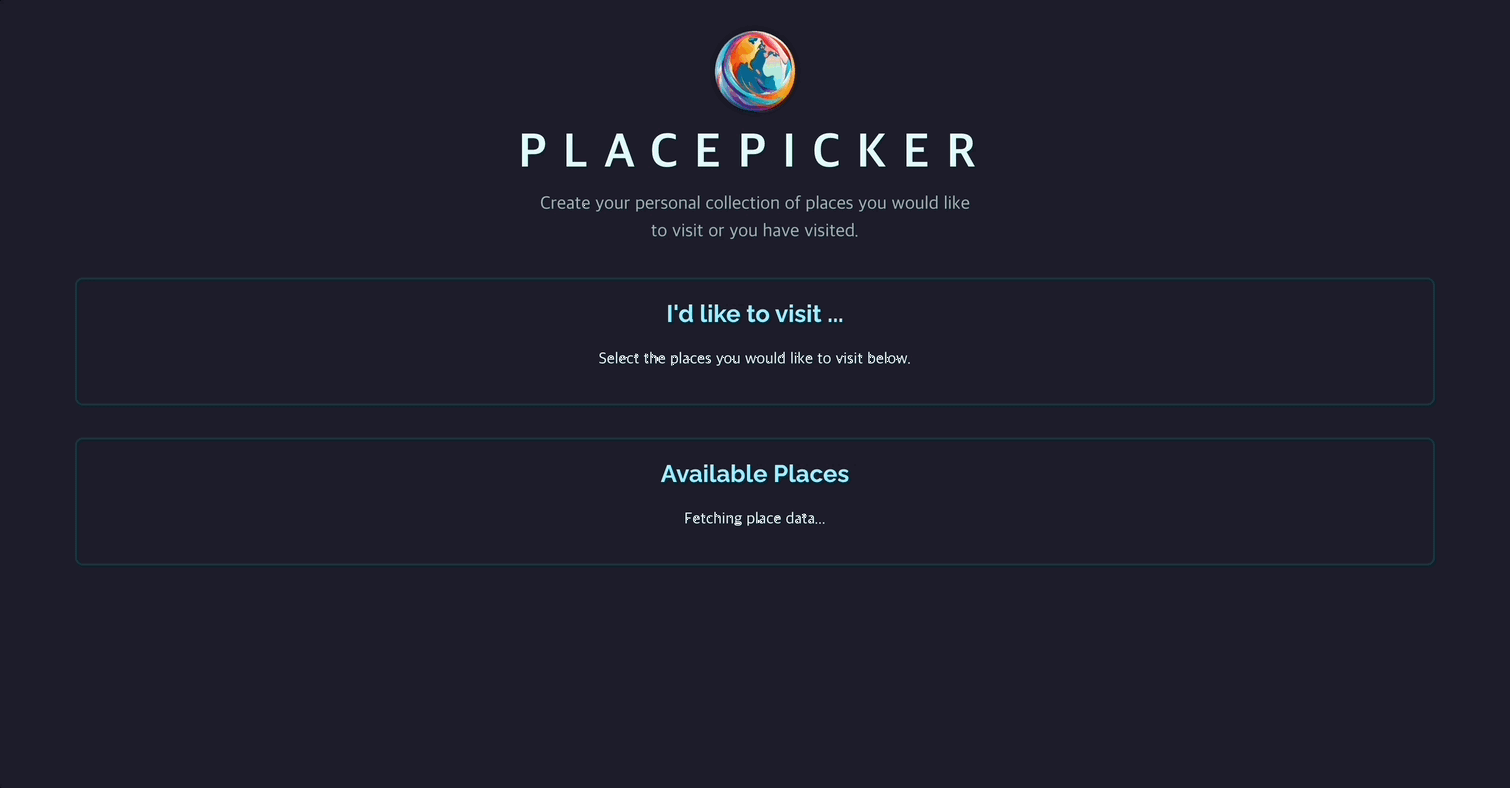 PLACEPICKER
Create your personal collection of places you would like
to visit or you have visited.
I'd like to visit ...
Select the places you would like to visit below.
Available Places
Fetching place data...